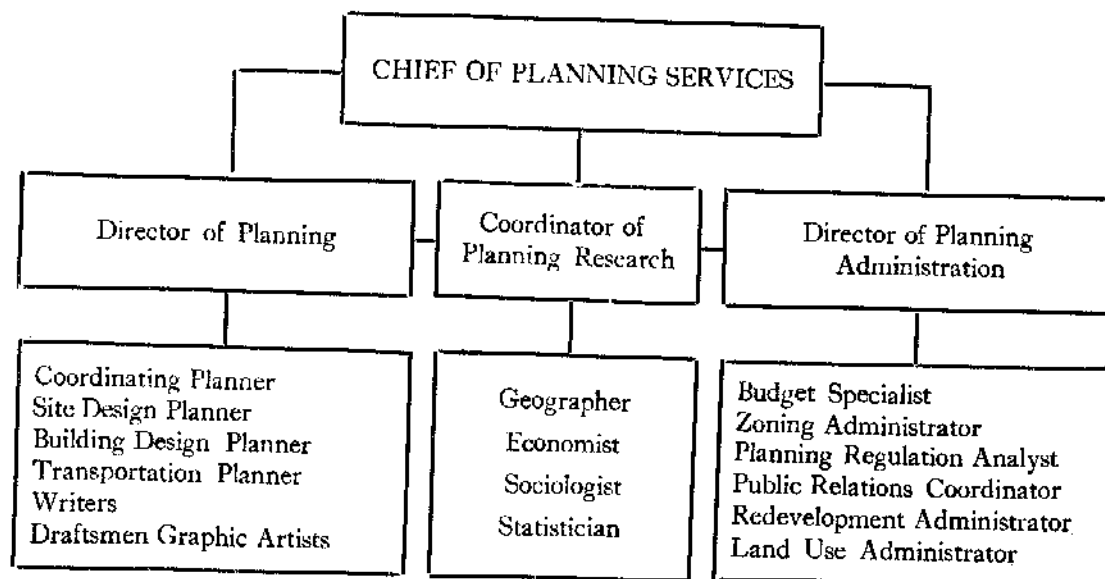 CHIEF OF PLANNING SERVICES
Director of Planning
Coordinator of
Planning Research
Director of Planning
Administration
Coordinating Planner
Site Design Planner
Building Design Planner
Transportation Planner
Writers
Draftsmen Graphic Artists
Geographer
Economist
Sociologist
Statistician
Budget Specialist
Zoning Administrator
Planning Regulation Analyst
Public Relations Coordinator
Redevelopment Administrator
Land Use Administrator